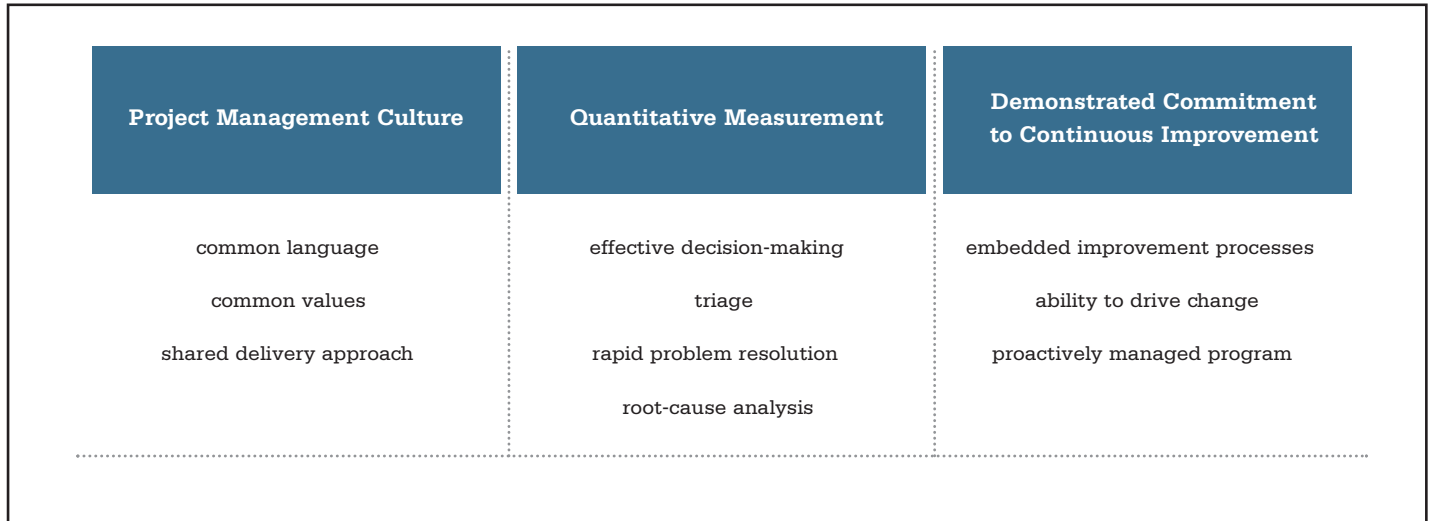 Project Management Culture
common language
common values
shared delivery approach
Quantitative Measurement
effective decision-making
triage
rapid problem resolution
root-cause analysis
Demonstrated Commitment
to Continuous Improvement
embedded improvement processes
ability to drive change
proactively managed program